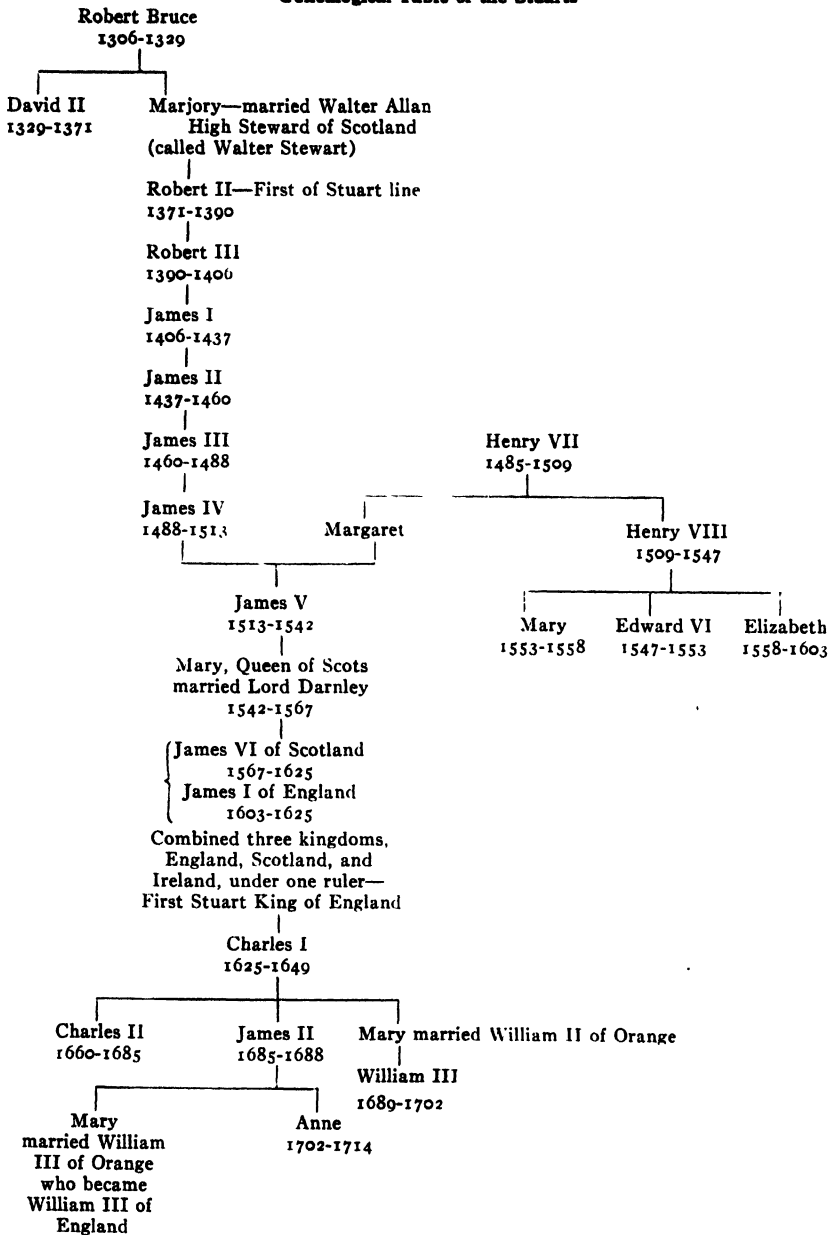 Genealogical Table of the Stuarts
Robert Bruce
1306-1329
David II
1329-1371
Marjory—married Walter Allan
High Steward of Scotland
(called Walter Stewart)
Robert II—First of Stuart line
1371-1390
Robert III
1390-1406
James I
1406-1437
James II
1437-1460
James III
1460-1488
Henry VII
1485-1509
James IV
1488-1513
Margaret
Henry VIII
1509-1547
James V
1513-1542
Mary
1553-1558
Edward VI
1547-1553
Elizabeth
1558-1603
Mary, Queen of Scots
married Lord Darnley
1542-1567
James VI of Scotland
1567-1625
James I of England
1603-1625
Combined three kingdoms,
England, Scotland, and
Ireland, under one ruler—
First Stuart King of England
Charles I
1625-1649
Charles II
1660-1685
James II
1685-1688
Mary married William II of Orange
William III
1689-1702
Mary
married William
III of Orange
who became
William III of
England
Anne
1702-1714